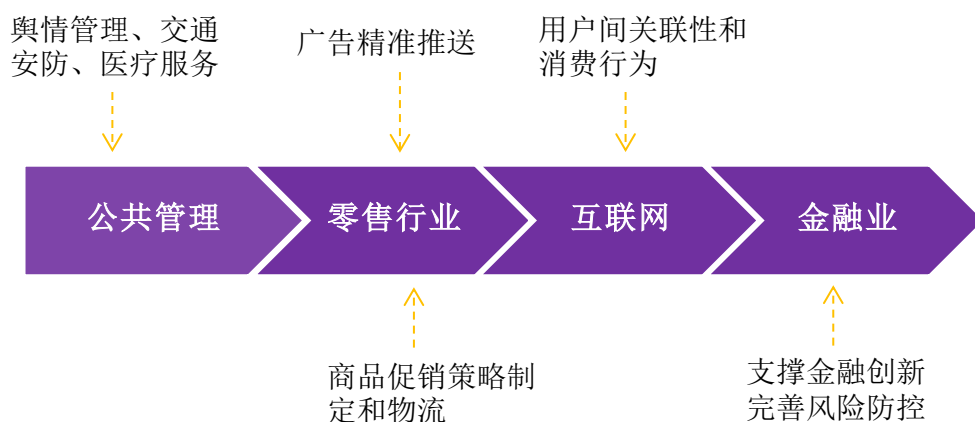 舆情管理、交通
安防、医疗服务
广告精准推送
用户间关联性和
消费行为
公共管理
零售行业
互联网
金融业
商品促销策略制
定和物流
支撑金融创新
完善风险防控